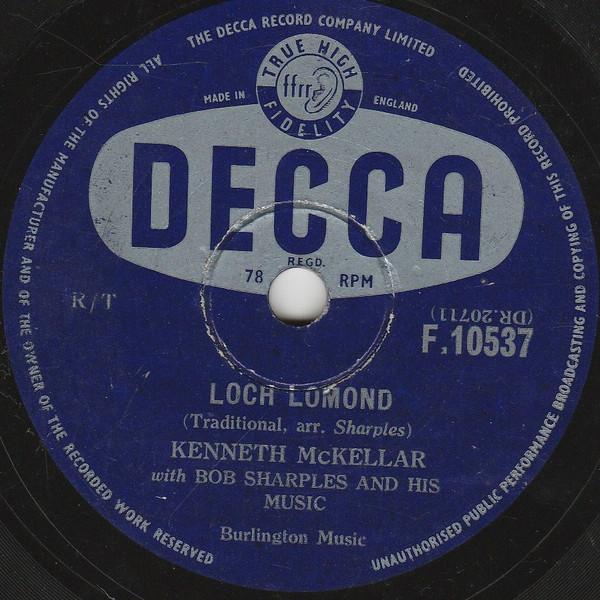 THE DECCA RECORD COMPANY LIMITED
ALL RIGHTS OF THE MANUFACTURER AND OF THE OWNER OF THE RECORDED WORK RESERVED
UNAUTHORISED PUBLIC PERFORMANCE BROADCASTING AND COPYING OF THIS RECORD PROHIBITED
TRUE HIGH
ffrr
FIDELITY
MADE IN ENGLAND
DECCA
REGD.
78 RPM
R/T
(DR.20711)
F.10537
LOCH LOMOND
(Traditional, arr. Sharples)
KENNETH McKELLAR
with BOB SHARPLES AND HIS
MUSIC
Burlington Music